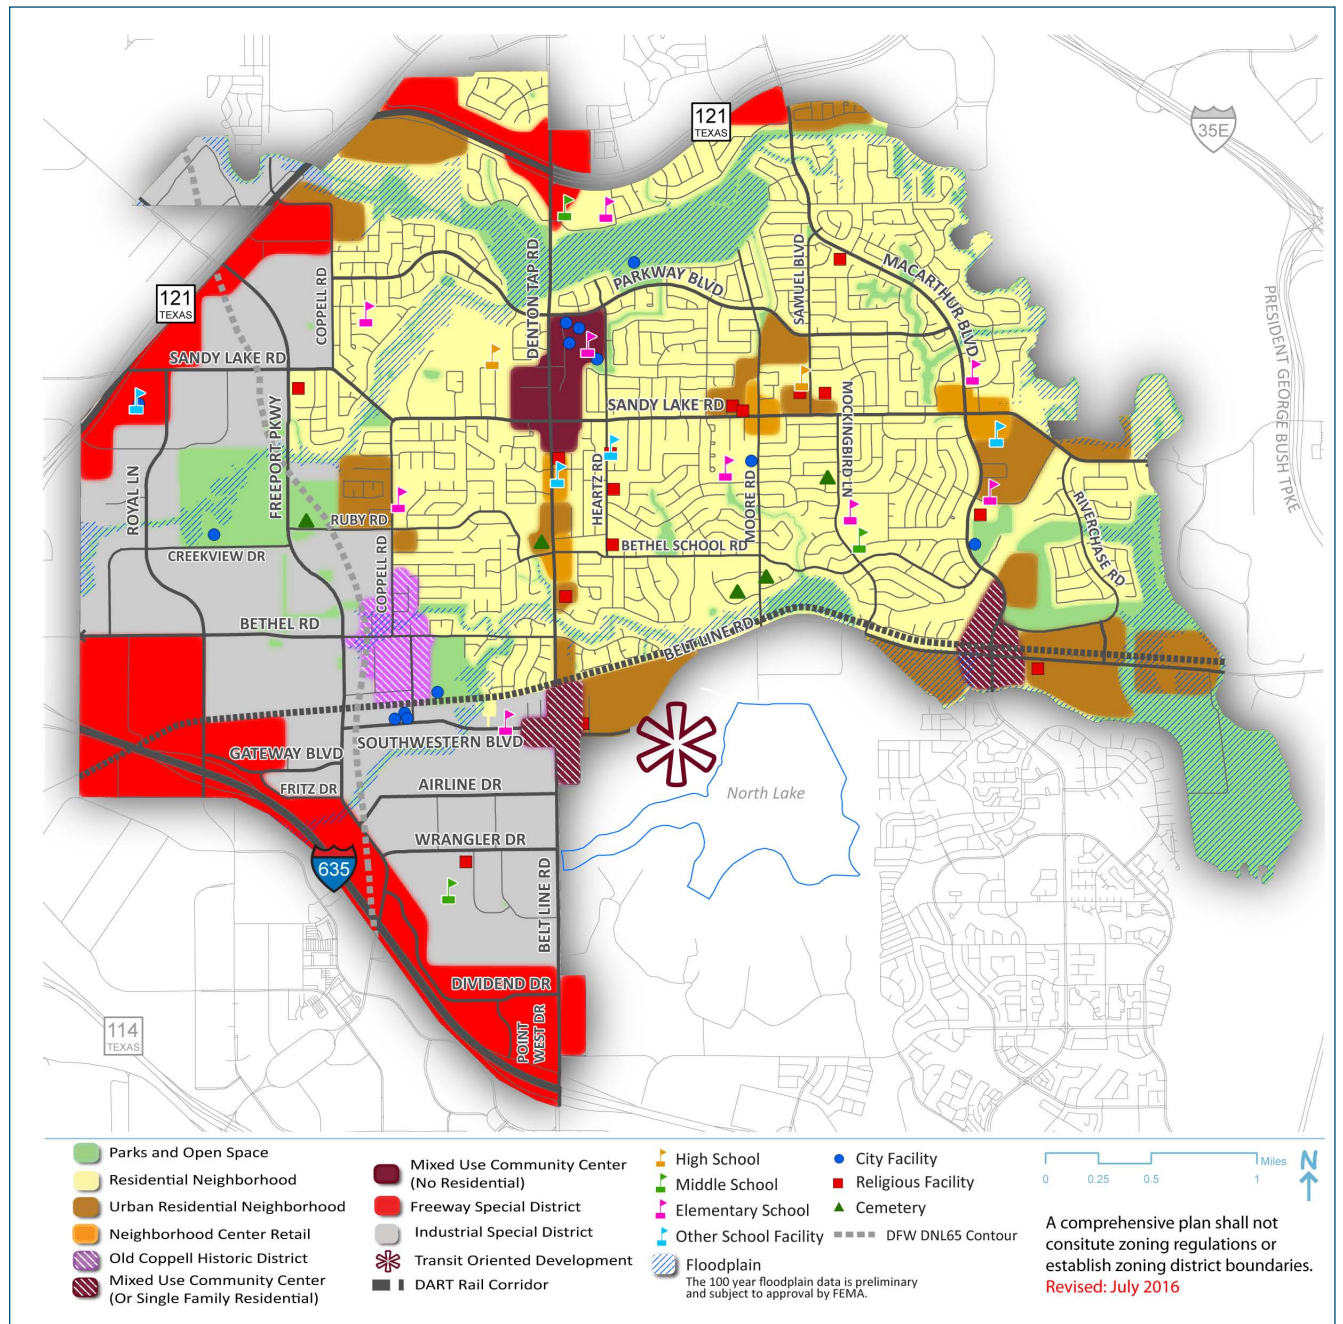 121
TEXAS
35E
121
TEXAS
COPPELL RD
DENTON TAP RD
PARKWAY BLVD
SAMUEL BLVD
MACARTHUR BLVD
PRESIDENT GEORGE BUSH TPKE
SANDY LAKE RD
SANDY LAKE RD
FREEPORT PKWY
ROYAL LN
HEARTZ RD
MOORE RD
MOCKINGBIRD LN
RIVERCHASE RD
RUBY RD
CREEKVIEW DR
COPPELL RD
BETHEL SCHOOL RD
BETHEL RD
BELT LINE RD
SOUTHWESTERN BLVD
GATEWAY BLVD
FRITZ DR
AIRLINE DR
North Lake
WRANGLER DR
635
BELT LINE RD
DIVIDEND DR
POINT
WEST DR
114
TEXAS
Parks and Open Space
Residential Neighborhood
Urban Residential Neighborhood
Neighborhood Center Retail
Old Coppell Historic District
Mixed Use Community Center
(Or Single Family Residential)
Mixed Use Community Center
(No Residential)
Freeway Special District
Industrial Special District
Transit Oriented Development
DART Rail Corridor
High School
Middle School
Elementary School
Other School Facility
Floodplain
The 100 year floodplain data is preliminary
and subject to approval by FEMA.
City Facility
Religious Facility
Cemetery
DFW DNL65 Contour
Miles
0 0.25 0.5 1
N
A comprehensive plan shall not
consitute zoning regulations or
establish zoning district boundaries.
Revised: July 2016